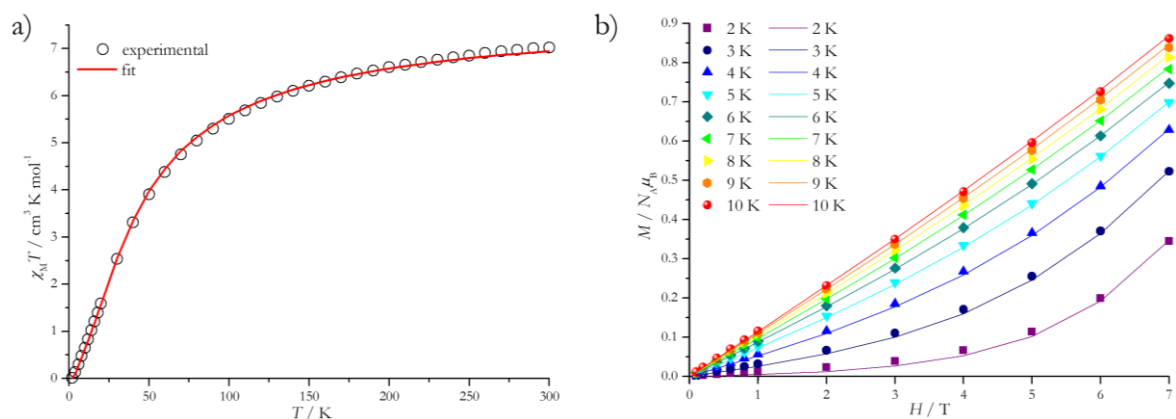 a)
experimental
fit
χMT / cm³ K mol⁻¹
7
6
5
4
3
2
1
0
0 50 100 150 200 250 300
T / K
b)
2 K 2 K
3 K 3 K
4 K 4 K
5 K 5 K
6 K 6 K
7 K 7 K
8 K 8 K
9 K 9 K
10 K 10 K
M / NAμB
0.9
0.8
0.7
0.6
0.5
0.4
0.3
0.2
0.1
0.0
0 1 2 3 4 5 6 7
H / T